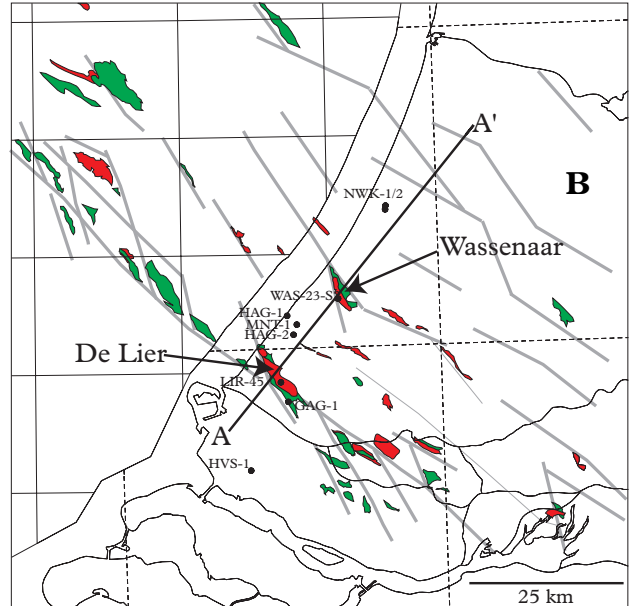 A'
B
NWK-1/2
Wassenaar
WAS-23-S2
HAG-1
MNT-1
HAG-2
De Lier
LIR-45
GAG-1
A
HVS-1
25 km